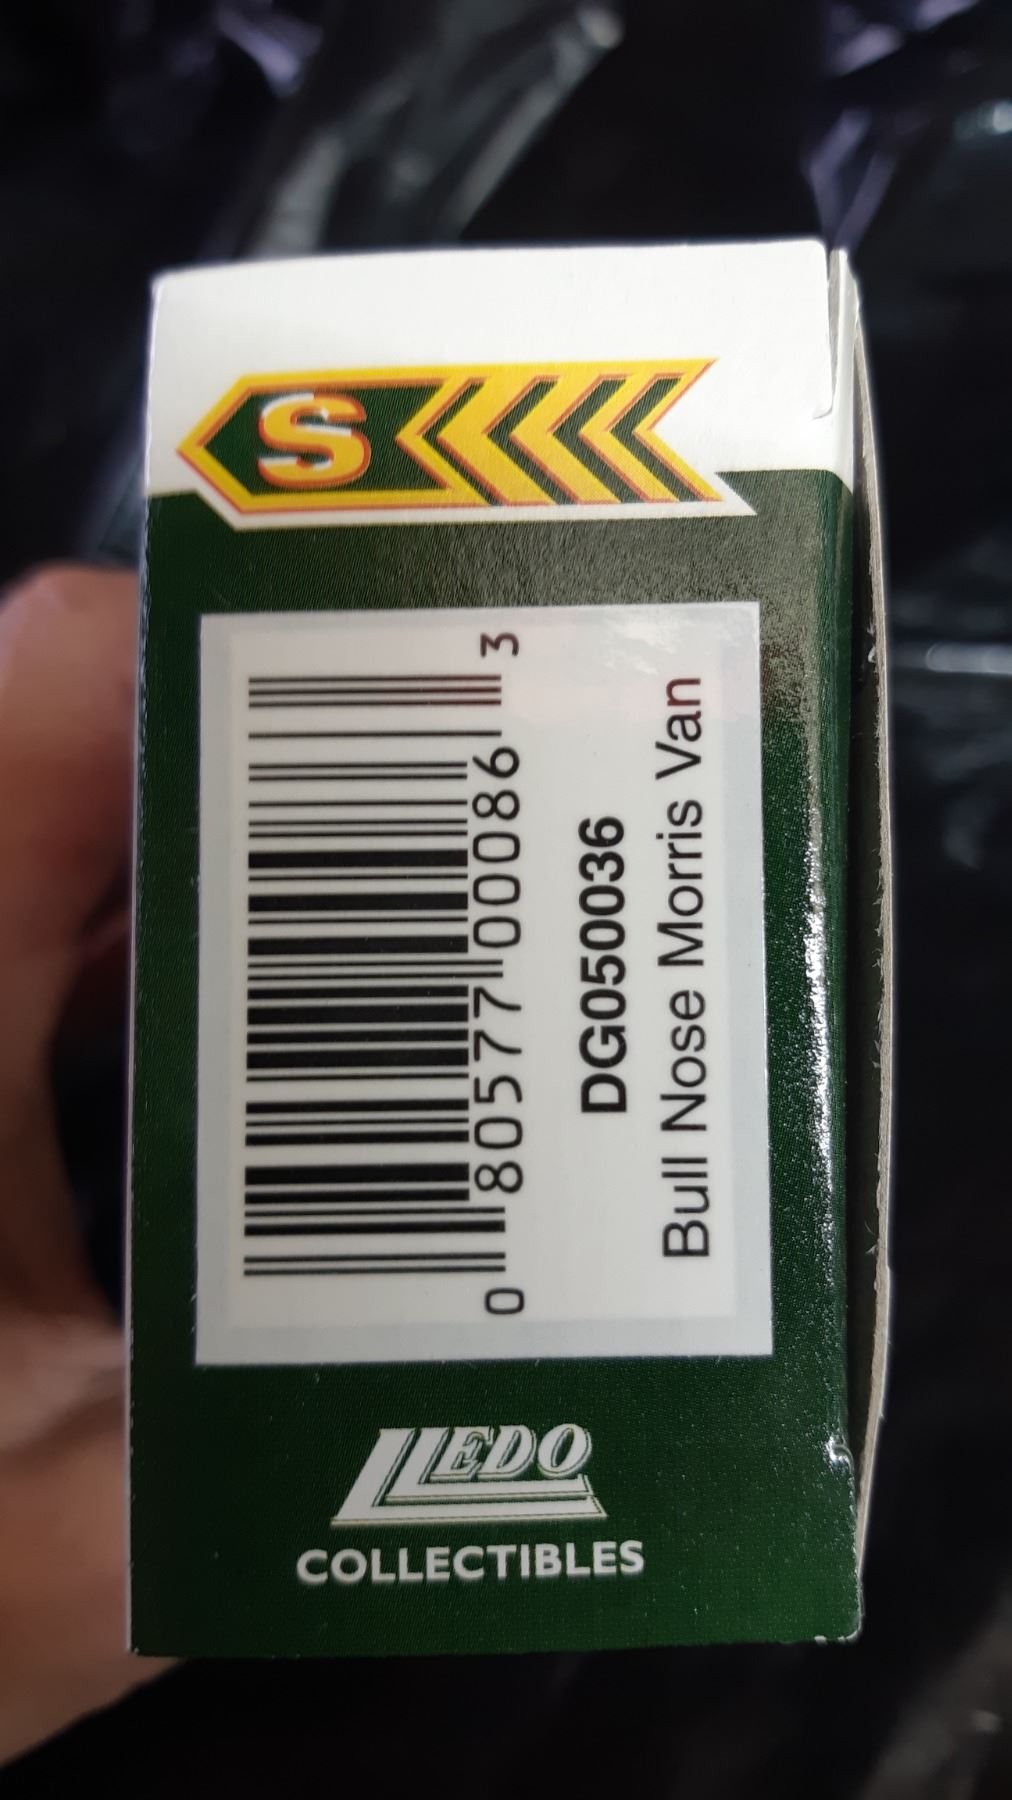 S
0 80577 00086 3
DG050036
Bull Nose Morris Van
LLEDO
COLLECTIBLES